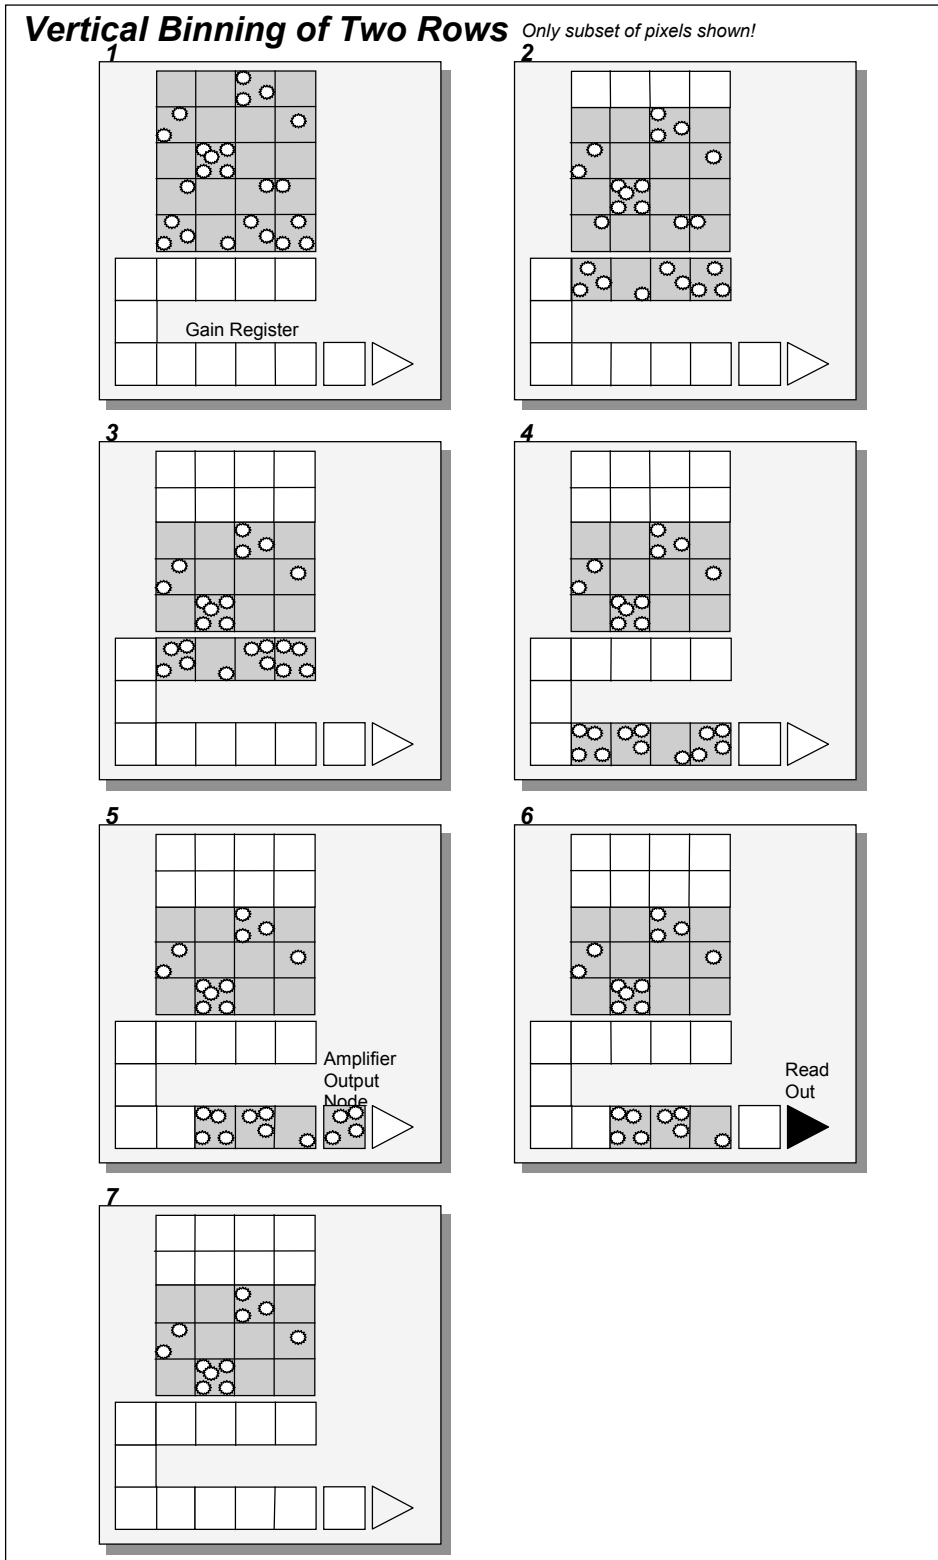 Vertical Binning of Two Rows Only subset of pixels shown!
1
2
Gain Register
3
4
5
Amplifier
Output
Node
6
Read
Out
7